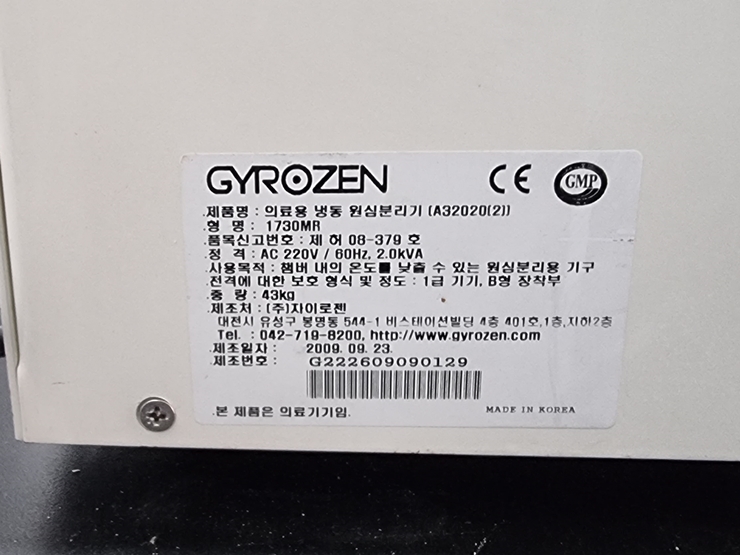 GYROZEN CE GMP
제품명 : 의료용 냉동 원심분리기 (A32020(2))
형 명 : 1730MR
품목신고번호 : 제 허 08-379 호
정 격 : AC 220V / 60Hz, 2.0kVA
사용목적 : 챔버 내의 온도를 낮출 수 있는 원심분리용 기구
전격에 대한 보호 형식 및 정도 : 1급 기기, B형 장착부
중 량 : 43kg
제조처 : (주)자이로젠
대전시 유성구 봉명동 544-1 비스테이션빌딩 4층 401호,1층,지하2층
Tel. : 042-719-8200, http://www.gyrozen.com
제조일자 : 2009. 09. 23.
제조번호 : G222609090129
본 제품은 의료기기임. MADE IN KOREA